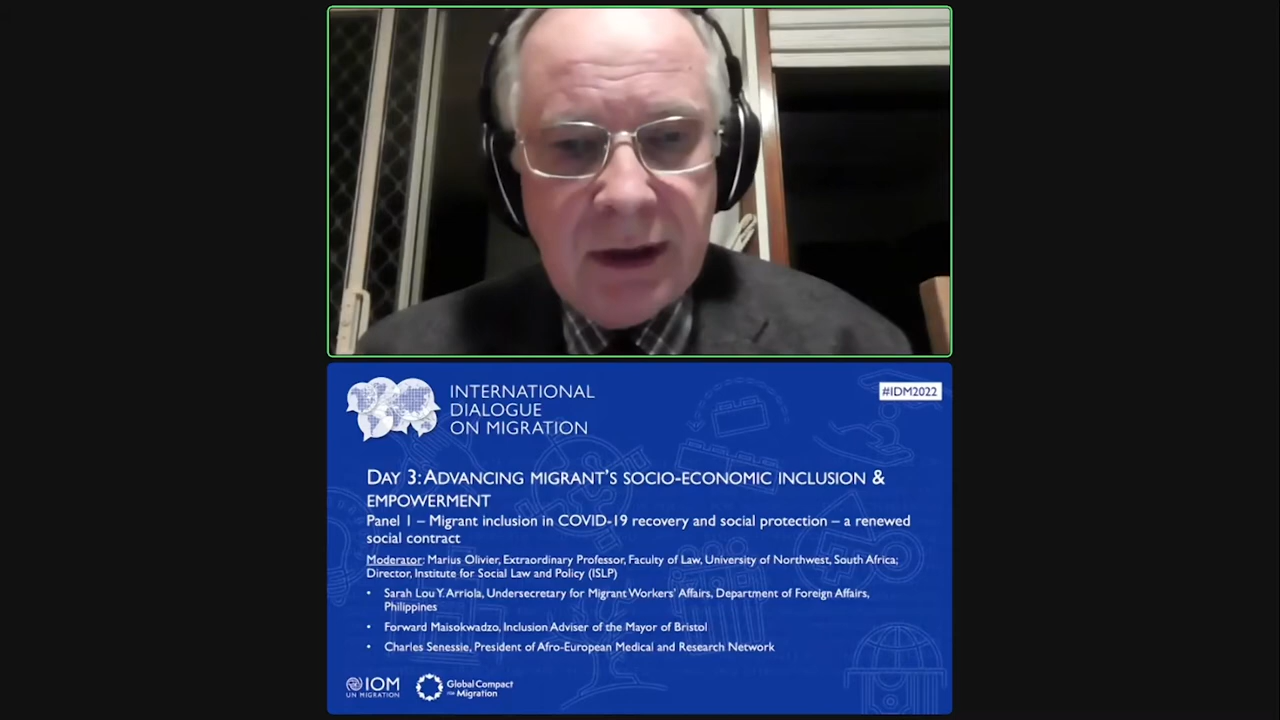 INTERNATIONAL
DIALOGUE
ON MIGRATION
#IDM2022
DAY 3: ADVANCING MIGRANT'S SOCIO-ECONOMIC INCLUSION &
EMPOWERMENT
Panel 1 – Migrant inclusion in COVID-19 recovery and social protection – a renewed
social contract
Moderator: Marius Olivier, Extraordinary Professor, Faculty of Law, University of Northwest, South Africa;
Director, Institute for Social Law and Policy (ISLP)
• Sarah Lou Y. Arriola, Undersecretary for Migrant Workers' Affairs, Department of Foreign Affairs,
Philippines
• Forward Maisokwadzo, Inclusion Adviser of the Mayor of Bristol
• Charles Senessie, President of Afro-European Medical and Research Network
IOM
UN MIGRATION
Global Compact
FOR Migration